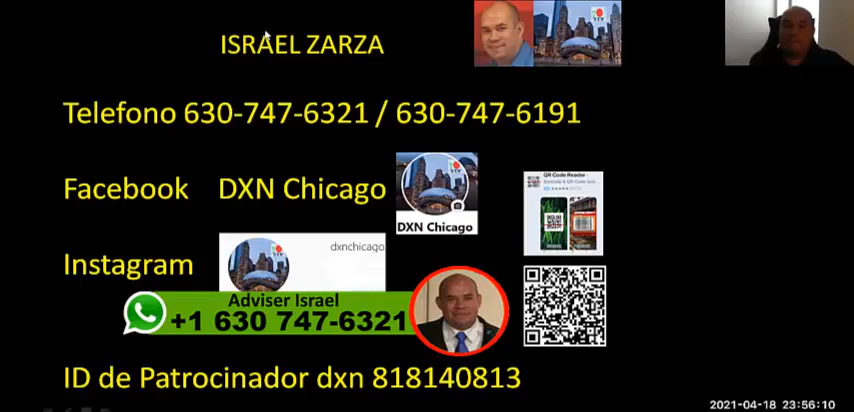 ISRAEL ZARZA
Telefono 630-747-6321 / 630-747-6191
Facebook DXN Chicago
DXN Chicago
QR Code Reader
Instagram
dxnchicago
Adviser Israel
+1 630 747-6321
ID de Patrocinador dxn 818140813
2021-04-18 23:56:10